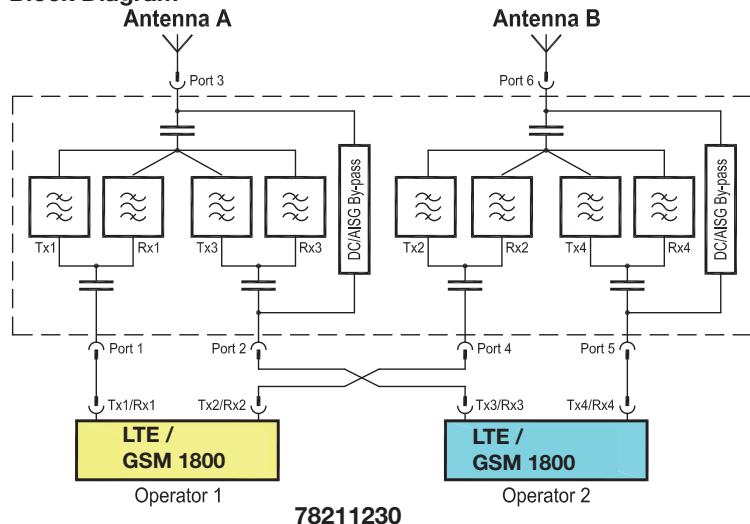 Block Diagram
Antenna A
Antenna B
Port 3
Port 6
DC/AISG By-pass
DC/AISG By-pass
Tx1
Rx1
Tx3
Rx3
Tx2
Rx2
Tx4
Rx4
Port 1
Port 2
Port 4
Port 5
Tx1/Rx1
Tx2/Rx2
Tx3/Rx3
Tx4/Rx4
LTE /
GSM 1800
LTE /
GSM 1800
Operator 1
Operator 2
78211230